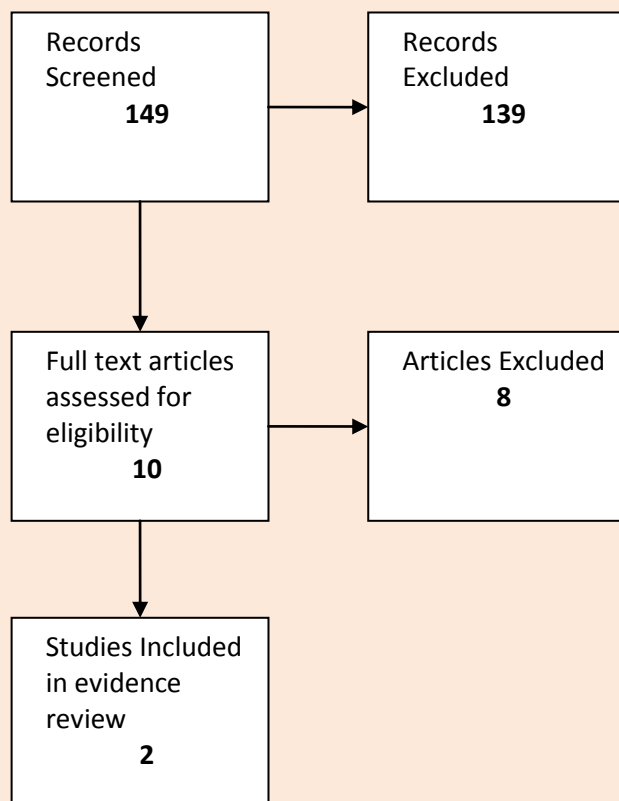 Records
Screened
149
Records
Excluded
139
Full text articles
assessed for
eligibility
10
Articles Excluded
8
Studies Included
in evidence
review
2